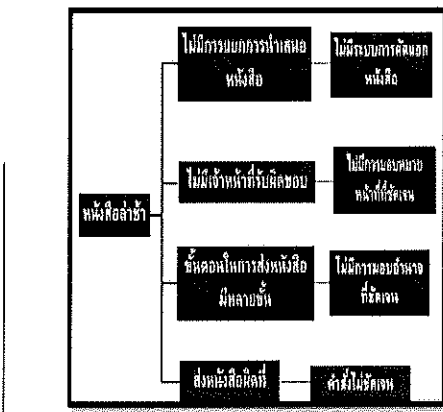 ไม่มีการแยกการนำเสนอ
หนังสือ
ไม่มีระบบการคัดแยก
หนังสือ
ไม่มีเจ้าหน้าที่รับผิดชอบ
ไม่มีการมอบหมาย
หน้าที่ที่ชัดเจน
หนังสือล่าช้า
ขั้นตอนในการส่งหนังสือ
มีหลายขั้น
ไม่มีการมอบอำนาจ
ที่ชัดเจน
ส่งหนังสือผิดที่
คำสั่งไม่ชัดเจน